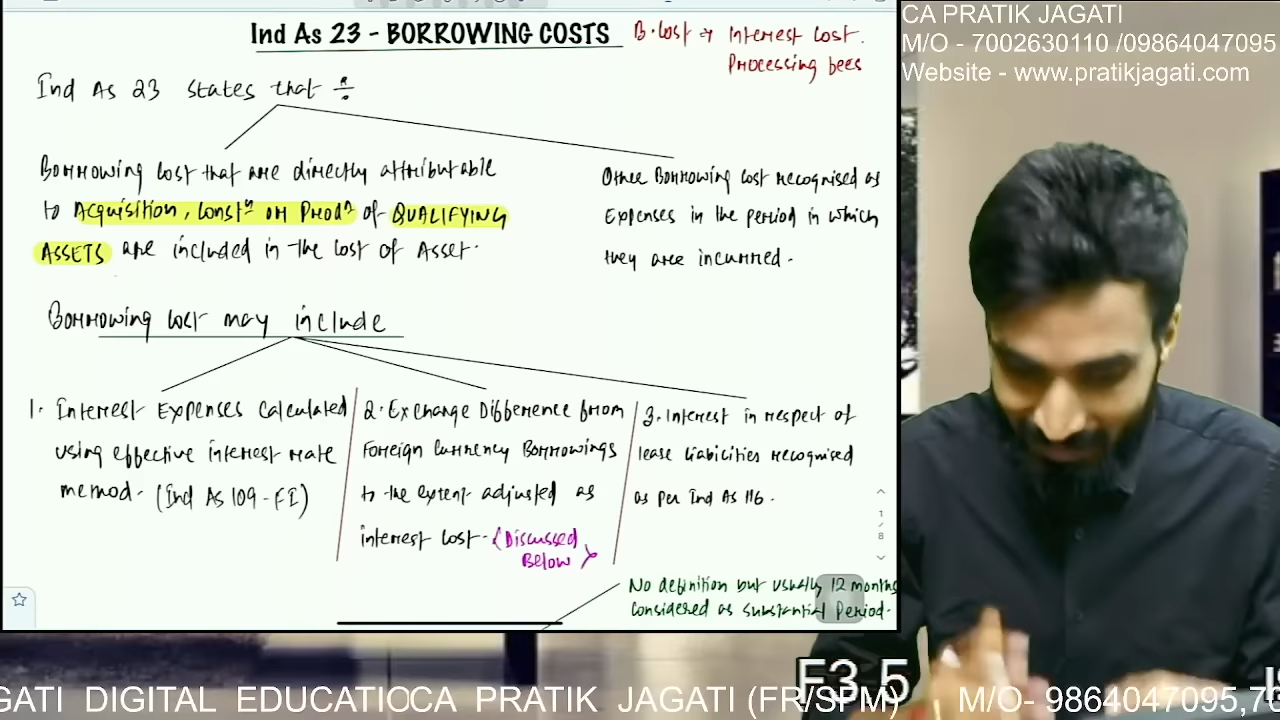 Ind As 23 - BORROWING COSTS
B. Cost → Interest Cost.
Processing bees
Ind As 23 states that ÷
Borrowing Cost that are directly attributable
to Acquisition, Constⁿ or Prodⁿ of QUALIFYING
ASSETS are included in the Cost of Asset.
Other Borrowing Cost recognised as
Expenses in the period in which
they are incurred.
Borrowing Cost may include
1. Interest Expenses Calculated
using effective interest rate
method. (Ind As 109 - FI)
2. Exchange Difference from
Foreign Currency Borrowings
to the extent adjusted as
interest Cost. (Discussed
Below)
3. Interest in respect of
lease liabilities recognised
as per Ind As 116.
1
/
8
No definition but usually 12 months
Considered as substantial Period.
CA PRATIK JAGATI
M/O - 7002630110 /09864047095
Website - www.pratikjagati.com
F3 5
GATI DIGITAL EDUCATIOCA PRATIK JAGATI (FR/SFM) M/O- 9864047095,70